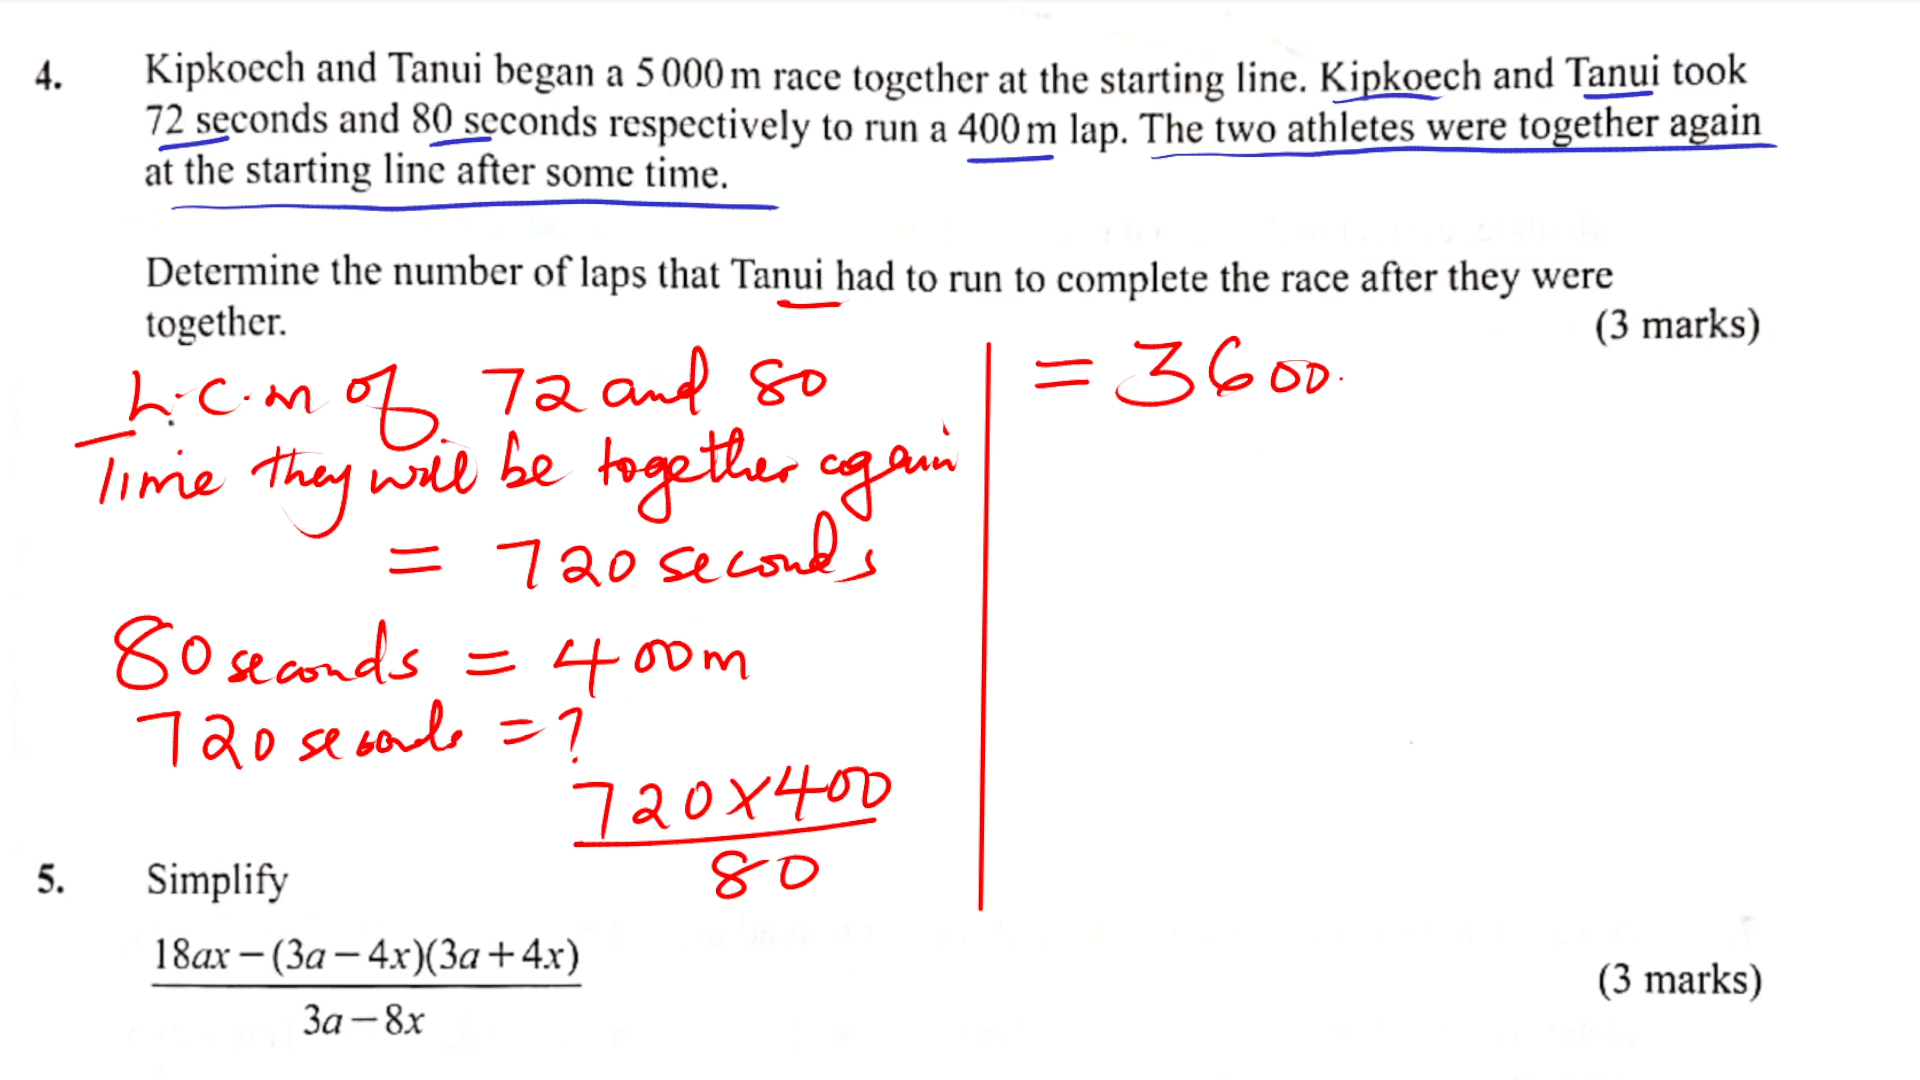 4. Kipkoech and Tanui began a 5 000 m race together at the starting line. Kipkoech and Tanui took
72 seconds and 80 seconds respectively to run a 400 m lap. The two athletes were together again
at the starting line after some time.
Determine the number of laps that Tanui had to run to complete the race after they were
together. (3 marks)
L.C.M of 72 and 80
Time they will be together again
= 720 seconds
80 seconds = 400m
720 seconds = ?
720 × 400
80
= 3600.
5. Simplify
18ax − (3a − 4x)(3a + 4x)
3a − 8x
(3 marks)